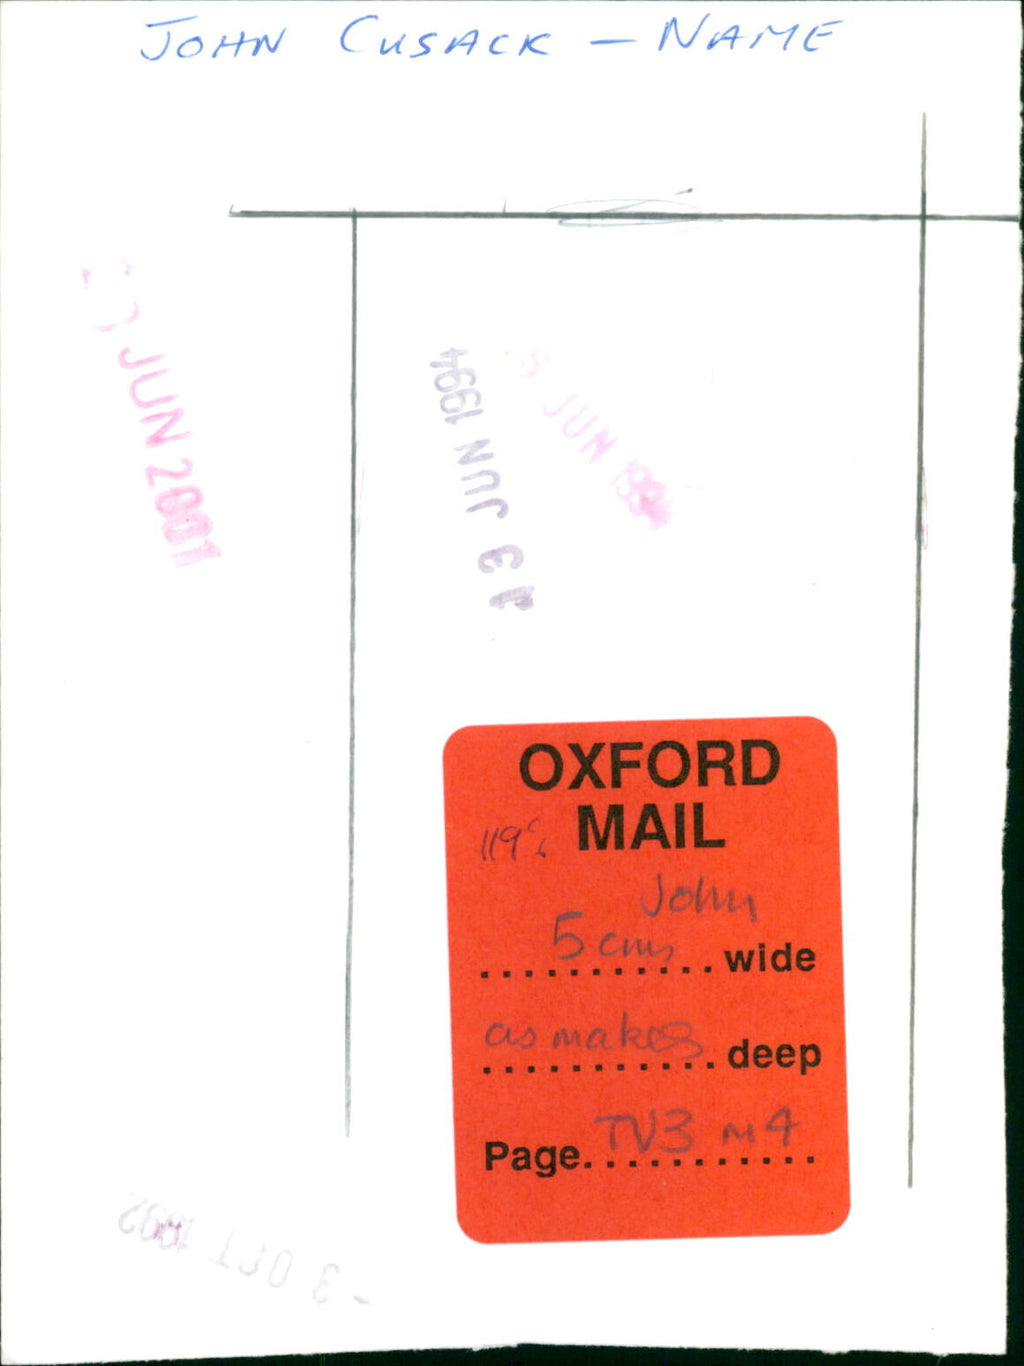 JOHN CUSACK - NAME
JUN 2001
13 JUN 1994
JUN 199
OXFORD
MAIL
119%
John
5 cms wide
as makes deep
Page. TV3 M4
-3 OCT 1992